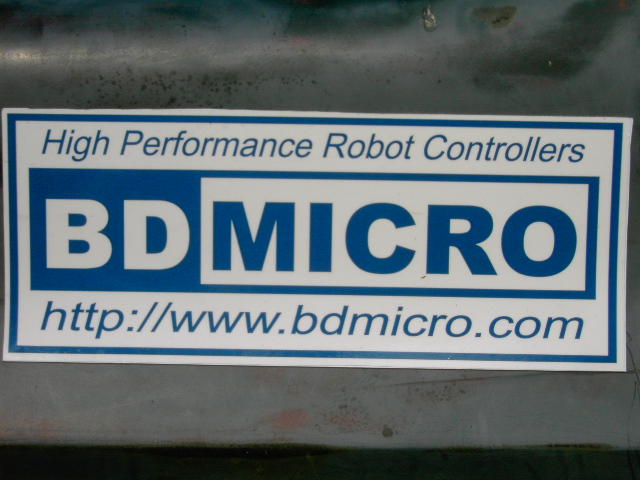 High Performance Robot Controllers
BDMICRO
http://www.bdmicro.com